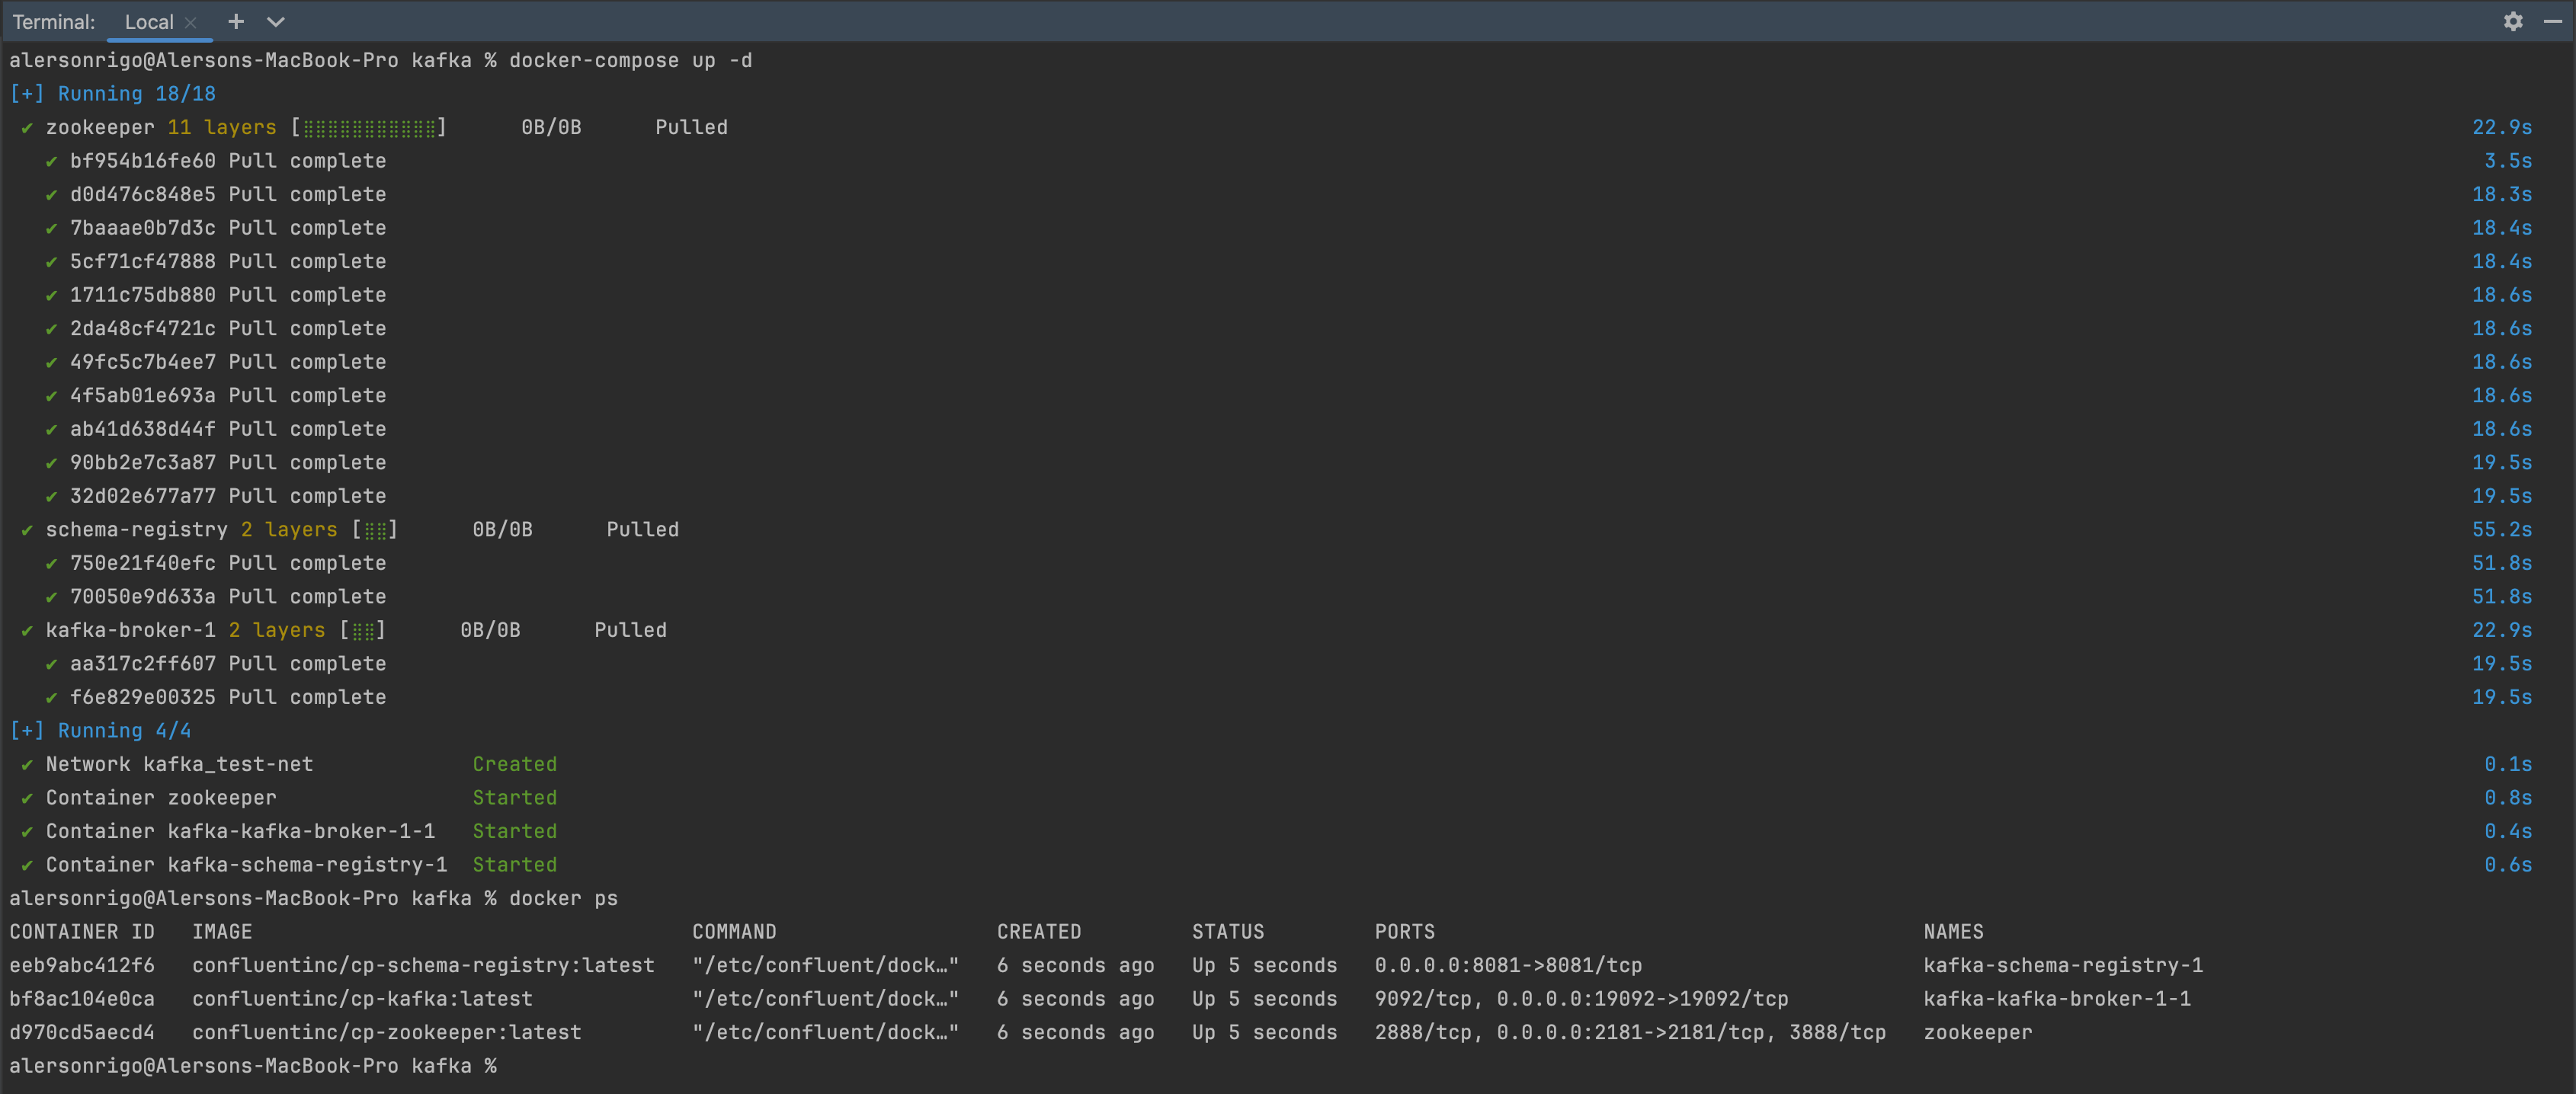 Terminal: Local × + ⌄
alersonrigo@Alersons-MacBook-Pro kafka % docker-compose up -d
[+] Running 18/18
✔ zookeeper 11 layers [⣿⣿⣿⣿⣿⣿⣿⣿⣿⣿⣿] 0B/0B Pulled 22.9s
✔ bf954b16fe60 Pull complete 3.5s
✔ d0d476c848e5 Pull complete 18.3s
✔ 7baaae0b7d3c Pull complete 18.4s
✔ 5cf71cf47888 Pull complete 18.4s
✔ 1711c75db880 Pull complete 18.6s
✔ 2da48cf4721c Pull complete 18.6s
✔ 49fc5c7b4ee7 Pull complete 18.6s
✔ 4f5ab01e693a Pull complete 18.6s
✔ ab41d638d44f Pull complete 18.6s
✔ 90bb2e7c3a87 Pull complete 19.5s
✔ 32d02e677a77 Pull complete 19.5s
✔ schema-registry 2 layers [⣿⣿] 0B/0B Pulled 55.2s
✔ 750e21f40efc Pull complete 51.8s
✔ 70050e9d633a Pull complete 51.8s
✔ kafka-broker-1 2 layers [⣿⣿] 0B/0B Pulled 22.9s
✔ aa317c2ff607 Pull complete 19.5s
✔ f6e829e00325 Pull complete 19.5s
[+] Running 4/4
✔ Network kafka_test-net Created 0.1s
✔ Container zookeeper Started 0.8s
✔ Container kafka-kafka-broker-1-1 Started 0.4s
✔ Container kafka-schema-registry-1 Started 0.6s
alersonrigo@Alersons-MacBook-Pro kafka % docker ps
CONTAINER ID IMAGE COMMAND CREATED STATUS PORTS NAMES
eeb9abc412f6 confluentinc/cp-schema-registry:latest "/etc/confluent/dock…" 6 seconds ago Up 5 seconds 0.0.0.0:8081->8081/tcp kafka-schema-registry-1
bf8ac104e0ca confluentinc/cp-kafka:latest "/etc/confluent/dock…" 6 seconds ago Up 5 seconds 9092/tcp, 0.0.0.0:19092->19092/tcp kafka-kafka-broker-1-1
d970cd5aecd4 confluentinc/cp-zookeeper:latest "/etc/confluent/dock…" 6 seconds ago Up 5 seconds 2888/tcp, 0.0.0.0:2181->2181/tcp, 3888/tcp zookeeper
alersonrigo@Alersons-MacBook-Pro kafka %